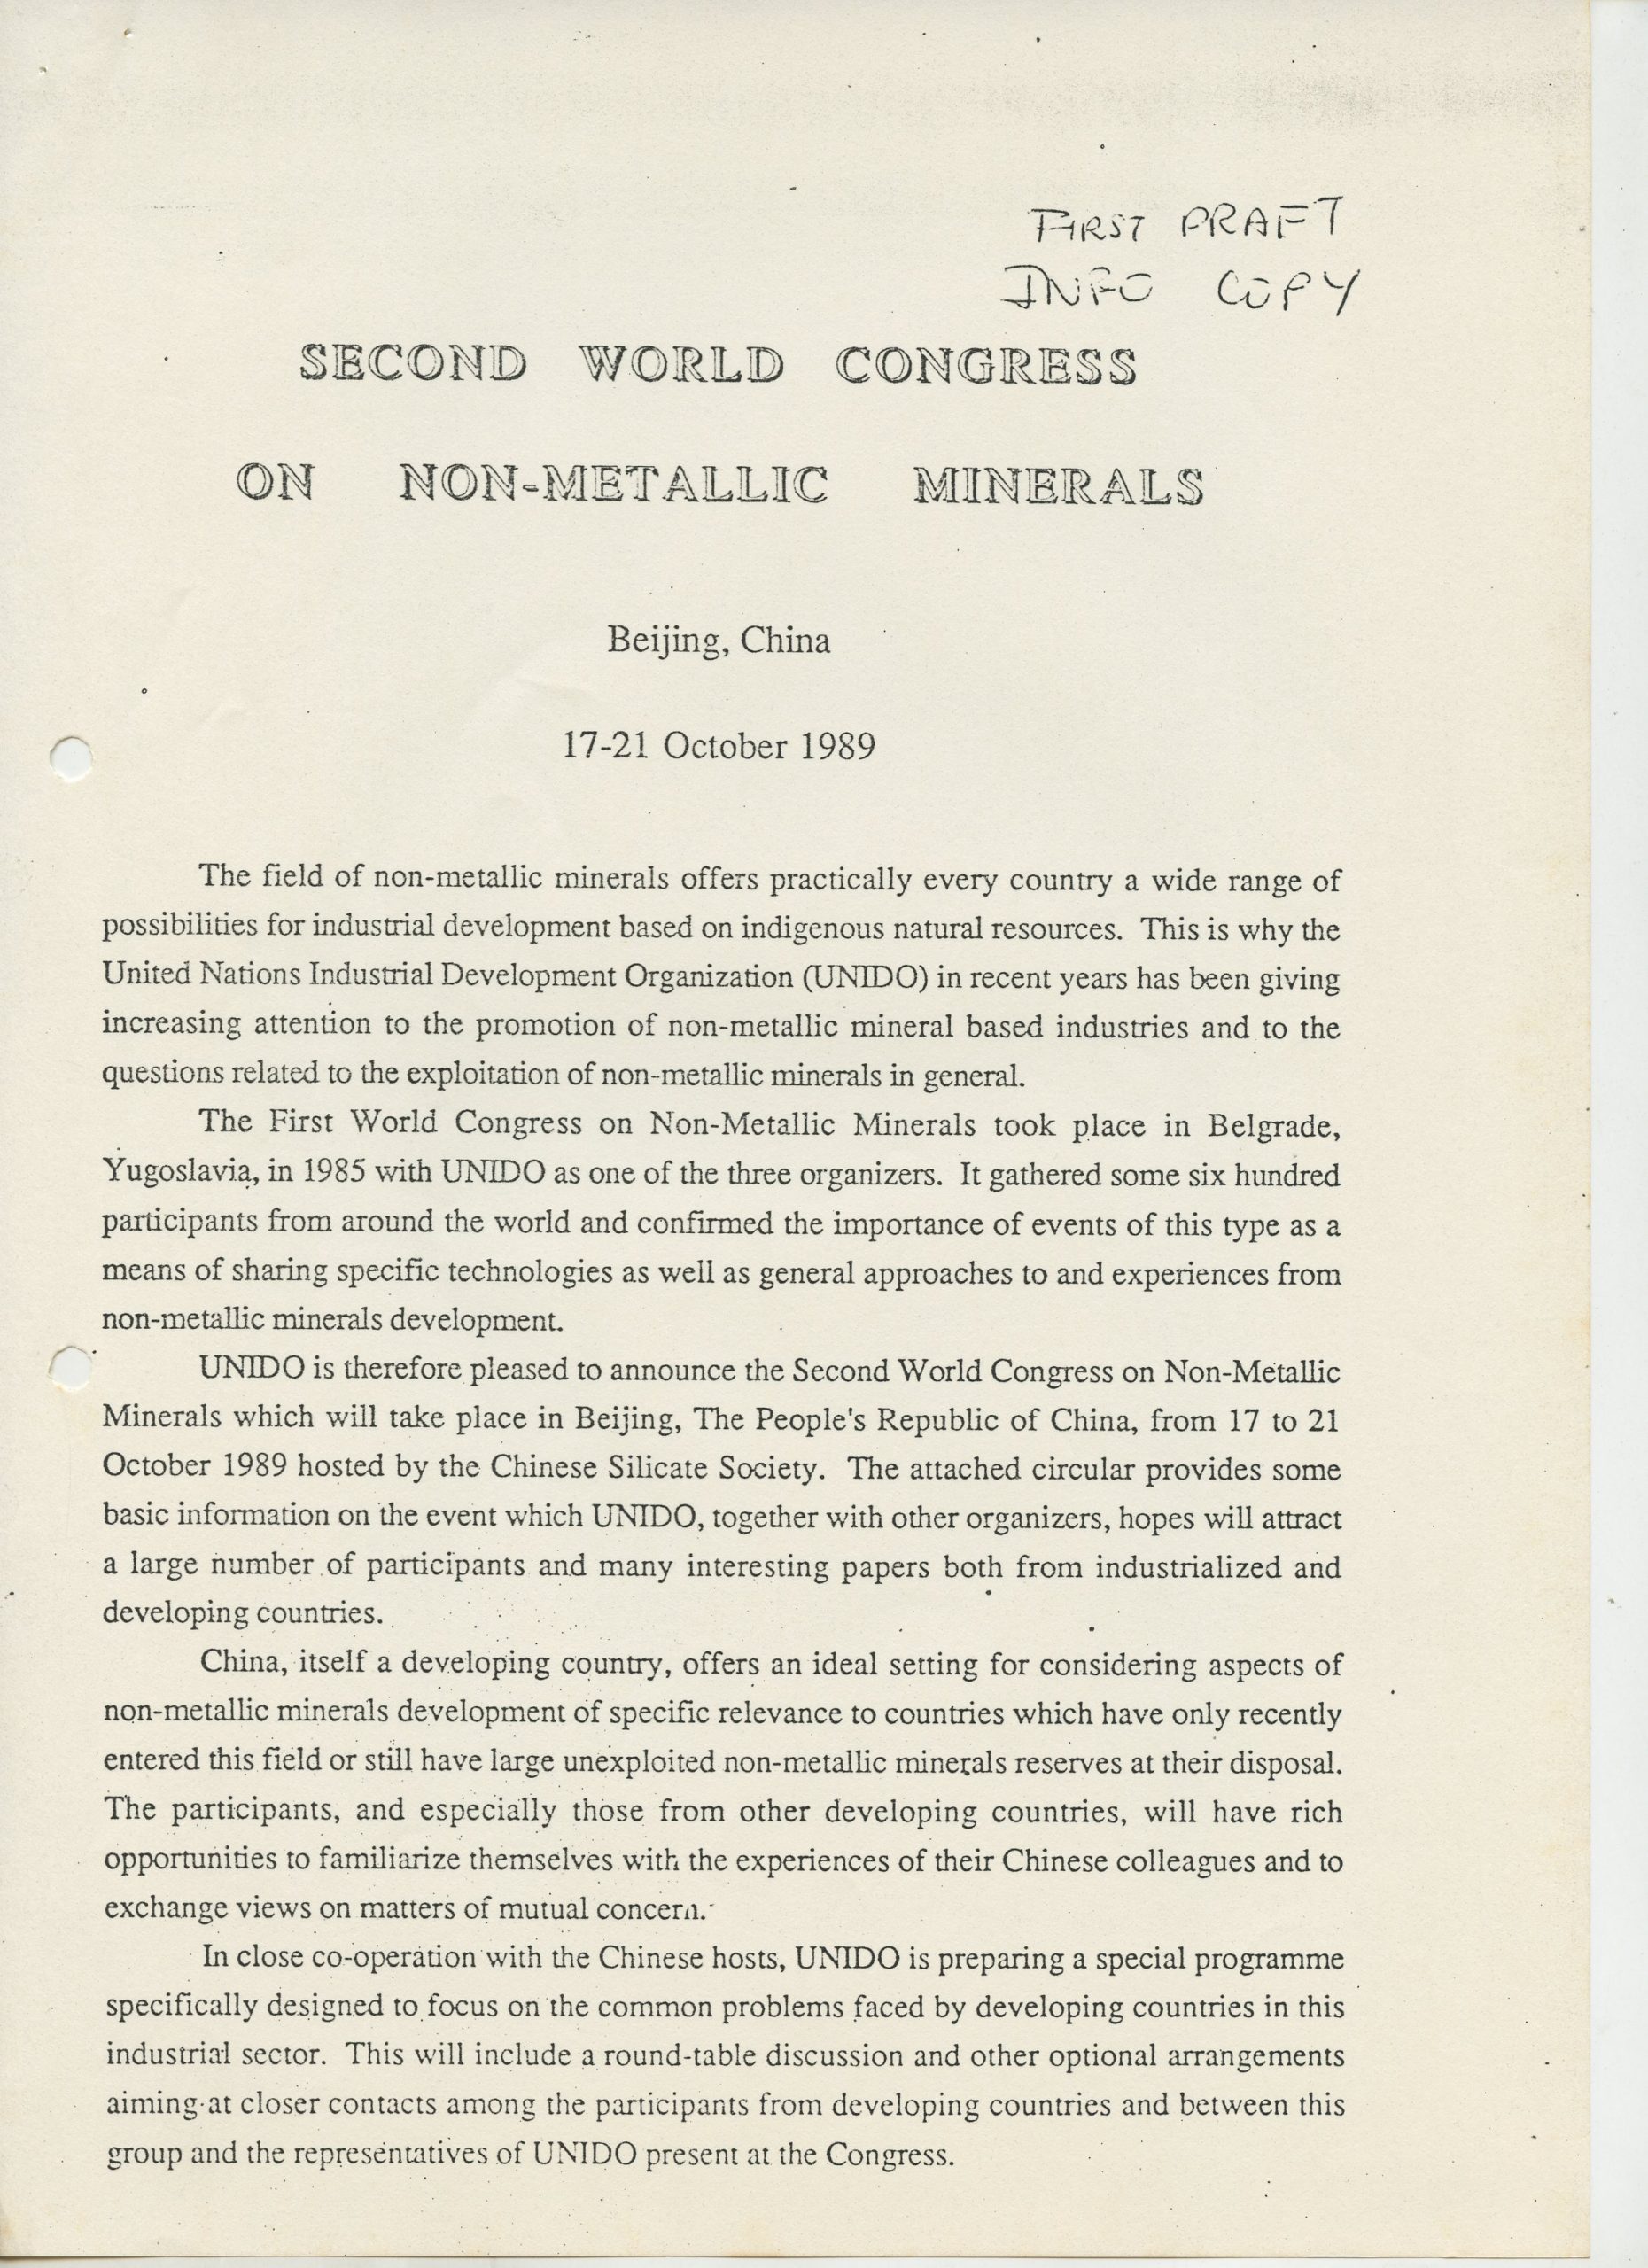 FIRST DRAFT
INFO COPY
SECOND WORLD CONGRESS
ON NON-METALLIC MINERALS
Beijing, China
17-21 October 1989
The field of non-metallic minerals offers practically every country a wide range of
possibilities for industrial development based on indigenous natural resources. This is why the
United Nations Industrial Development Organization (UNIDO) in recent years has been giving
increasing attention to the promotion of non-metallic mineral based industries and to the
questions related to the exploitation of non-metallic minerals in general.
The First World Congress on Non-Metallic Minerals took place in Belgrade,
Yugoslavia, in 1985 with UNIDO as one of the three organizers. It gathered some six hundred
participants from around the world and confirmed the importance of events of this type as a
means of sharing specific technologies as well as general approaches to and experiences from
non-metallic minerals development.
UNIDO is therefore pleased to announce the Second World Congress on Non-Metallic
Minerals which will take place in Beijing, The People's Republic of China, from 17 to 21
October 1989 hosted by the Chinese Silicate Society. The attached circular provides some
basic information on the event which UNIDO, together with other organizers, hopes will attract
a large number of participants and many interesting papers both from industrialized and
developing countries.
China, itself a developing country, offers an ideal setting for considering aspects of
non-metallic minerals development of specific relevance to countries which have only recently
entered this field or still have large unexploited non-metallic minerals reserves at their disposal.
The participants, and especially those from other developing countries, will have rich
opportunities to familiarize themselves with the experiences of their Chinese colleagues and to
exchange views on matters of mutual concern.
In close co-operation with the Chinese hosts, UNIDO is preparing a special programme
specifically designed to focus on the common problems faced by developing countries in this
industrial sector. This will include a round-table discussion and other optional arrangements
aiming at closer contacts among the participants from developing countries and between this
group and the representatives of UNIDO present at the Congress.